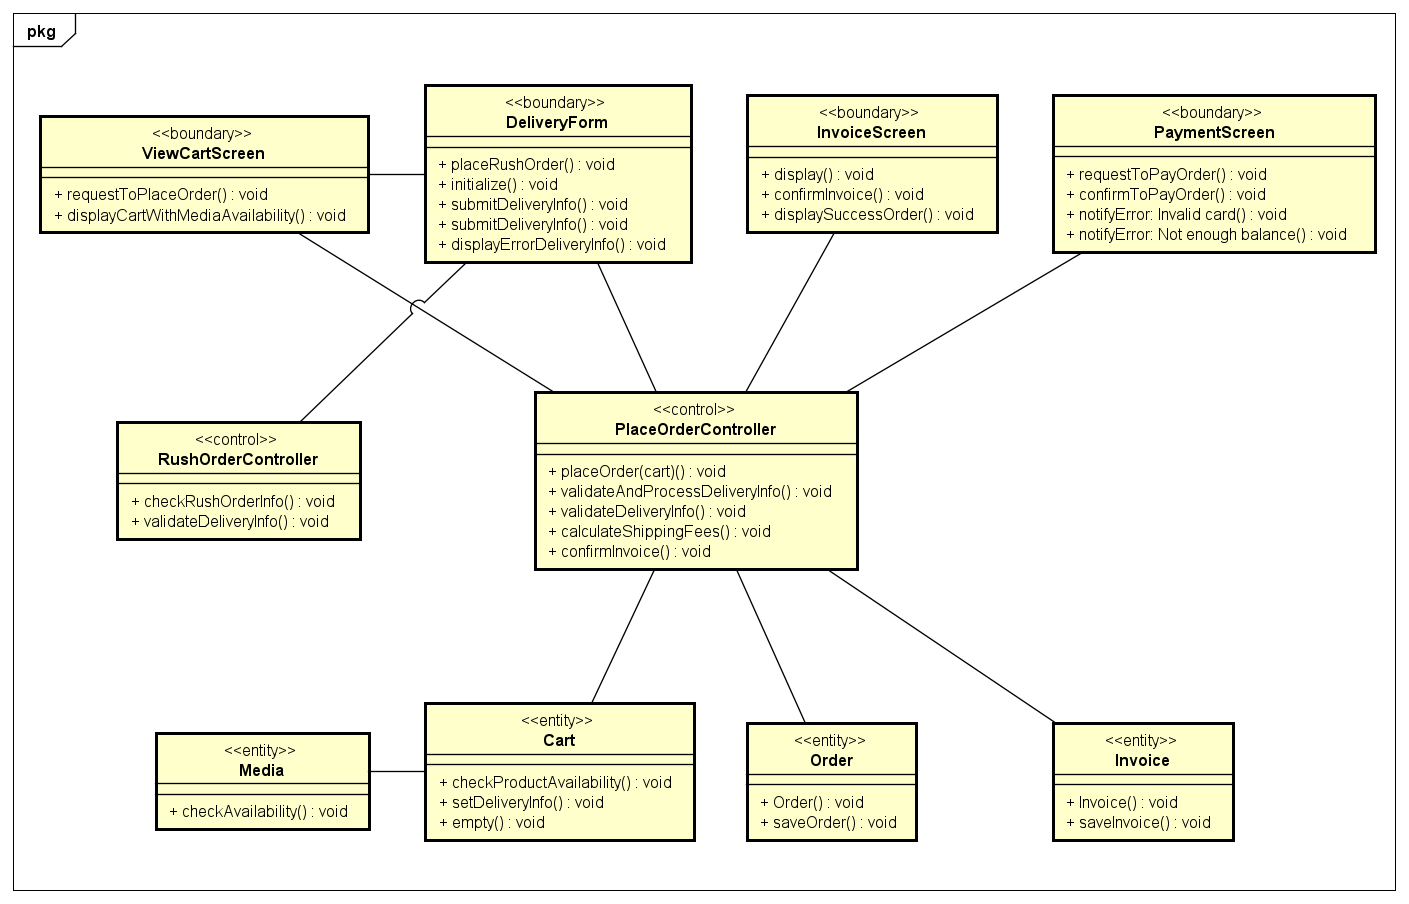 pkg
<<boundary>>
ViewCartScreen
+ requestToPlaceOrder() : void
+ displayCartWithMediaAvailability() : void
<<boundary>>
DeliveryForm
+ placeRushOrder() : void
+ initialize() : void
+ submitDeliveryInfo() : void
+ submitDeliveryInfo() : void
+ displayErrorDeliveryInfo() : void
<<boundary>>
InvoiceScreen
+ display() : void
+ confirmInvoice() : void
+ displaySuccessOrder() : void
<<boundary>>
PaymentScreen
+ requestToPayOrder() : void
+ confirmToPayOrder() : void
+ notifyError: Invalid card() : void
+ notifyError: Not enough balance() : void
<<control>>
RushOrderController
+ checkRushOrderInfo() : void
+ validateDeliveryInfo() : void
<<control>>
PlaceOrderController
+ placeOrder(cart)() : void
+ validateAndProcessDeliveryInfo() : void
+ validateDeliveryInfo() : void
+ calculateShippingFees() : void
+ confirmInvoice() : void
<<entity>>
Media
+ checkAvailability() : void
<<entity>>
Cart
+ checkProductAvailability() : void
+ setDeliveryInfo() : void
+ empty() : void
<<entity>>
Order
+ Order() : void
+ saveOrder() : void
<<entity>>
Invoice
+ Invoice() : void
+ saveInvoice() : void